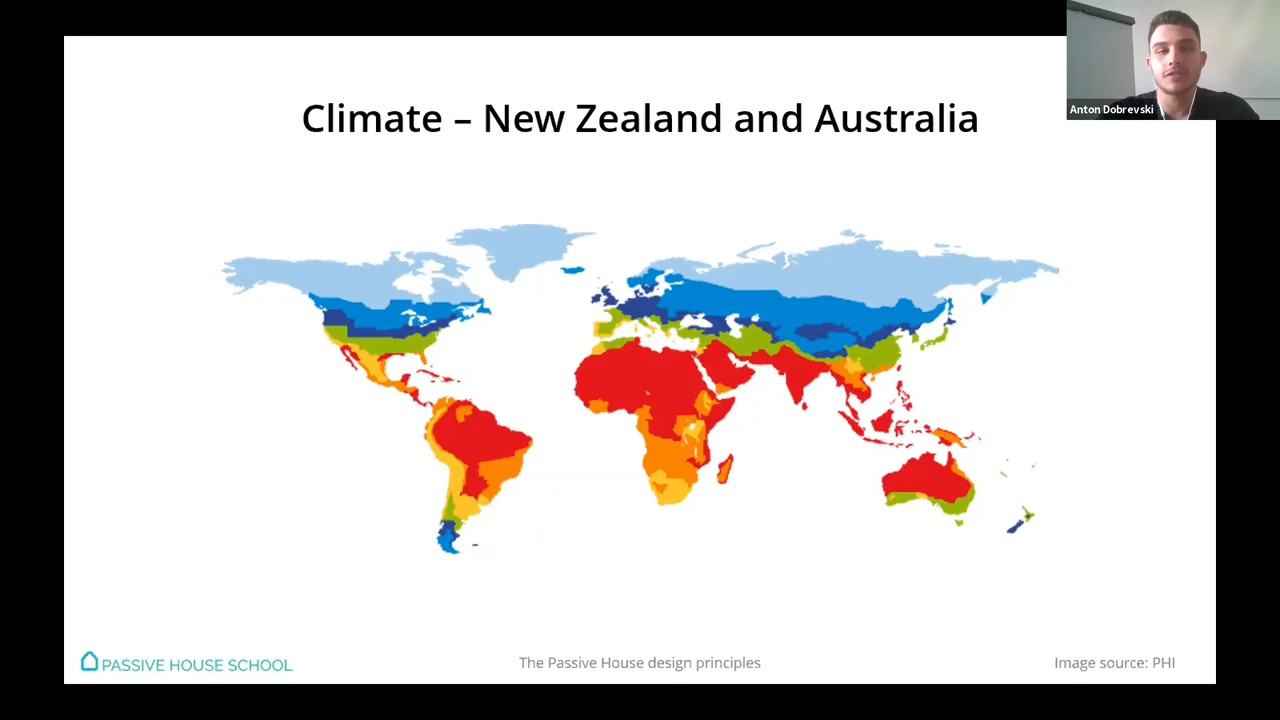 Anton Dobrevski
Climate – New Zealand and Australia
PASSIVE HOUSE SCHOOL
The Passive House design principles
Image source: PHI